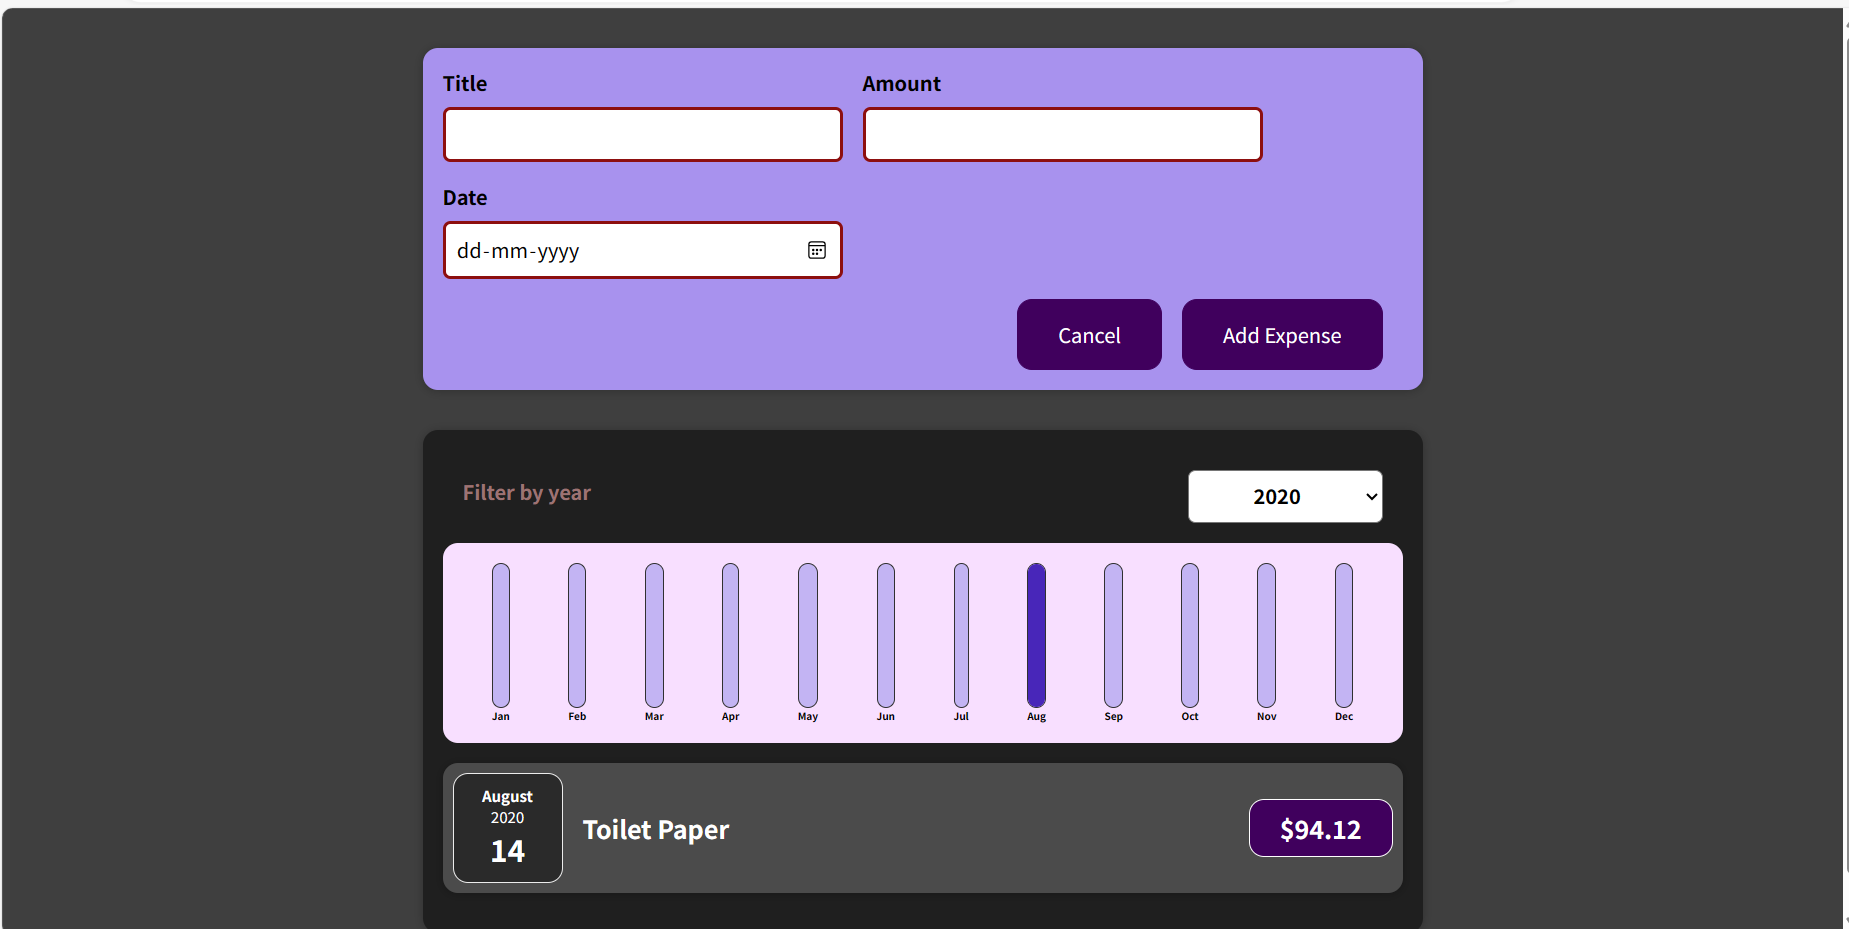 Title Amount
Date
dd-mm-yyyy
Cancel Add Expense
Filter by year 2020
Jan Feb Mar Apr May Jun Jul Aug Sep Oct Nov Dec
August
2020
14
Toilet Paper
$94.12